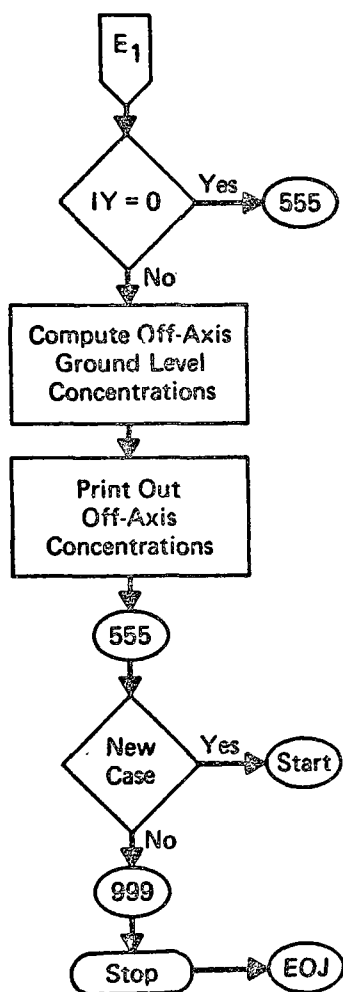 E1
IY = 0
Yes
555
No
Compute Off-Axis
Ground Level
Concentrations
Print Out
Off-Axis
Concentrations
555
New
Case
Yes
Start
No
999
Stop
EOJ